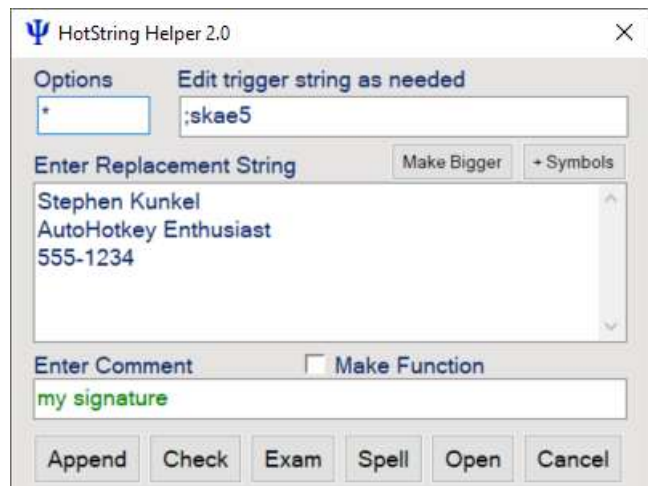 Ψ HotString Helper 2.0
Options Edit trigger string as needed
* ;skae5
Enter Replacement String Make Bigger + Symbols
Stephen Kunkel
AutoHotkey Enthusiast
555-1234
Enter Comment Make Function
my signature
Append Check Exam Spell Open Cancel